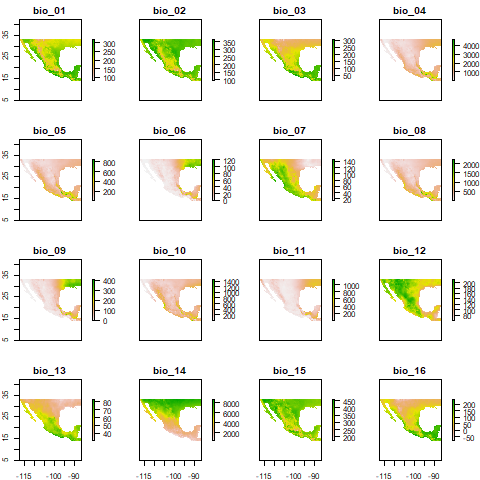 bio_01 bio_02 bio_03 bio_04
35 25 15 5
300 250 200 150 100
350 300 250 200 150 100
300 250 200 150 100 50
4000 3000 2000 1000
bio_05 bio_06 bio_07 bio_08
35 25 15 5
800 600 400 200
120 100 80 60 40 20 0
140 120 100 80 60 40 20
2000 1500 1000 500
bio_09 bio_10 bio_11 bio_12
35 25 15 5
400 300 200 100 0
1400 1200 1000 800 600 400 200
1000 800 600 400 200
200 180 160 140 120 100 80
bio_13 bio_14 bio_15 bio_16
35 25 15 5
80 70 60 50 40
8000 6000 4000 2000
450 400 350 300 250 200
200 150 100 50 0 -50
-115 -100 -90 -115 -100 -90 -115 -100 -90 -115 -100 -90